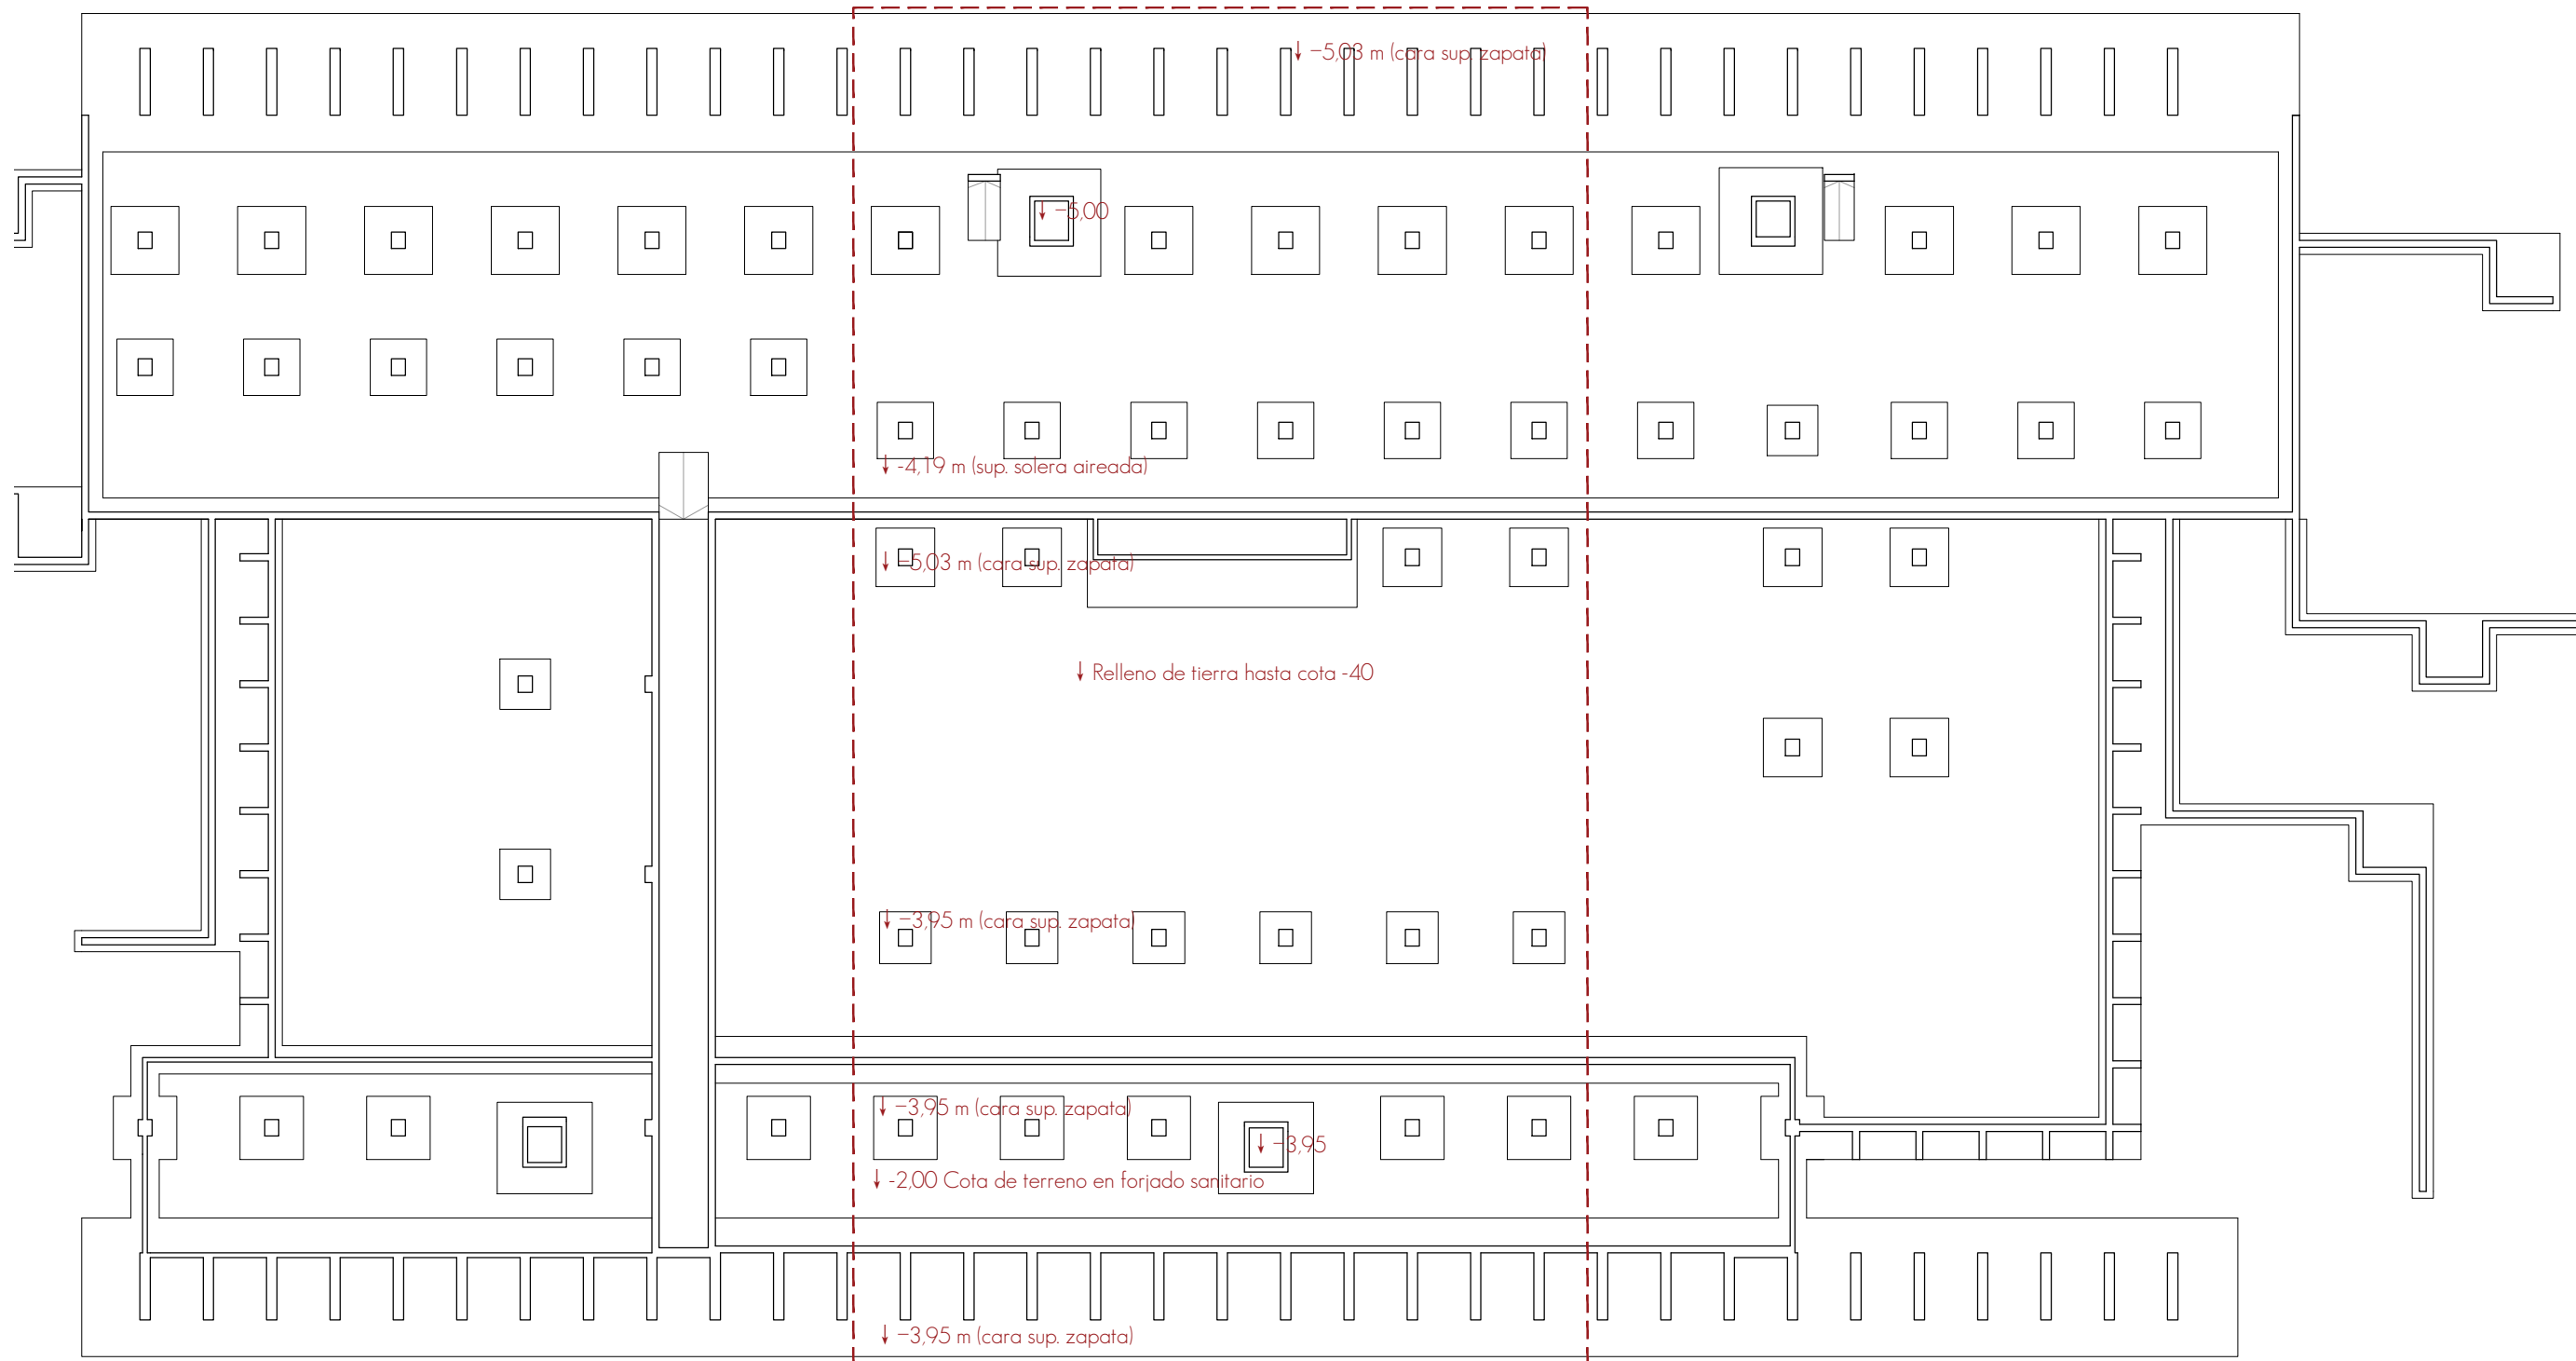 ↓ −5,03 m (cara sup. zapata)
↓ −5,00
↓ -4,19 m (sup. solera aireada)
↓ −5,03 m (cara sup. zapata)
↓ Relleno de tierra hasta cota -40
↓ −3,95 m (cara sup. zapata)
↓ −3,95 m (cara sup. zapata)
↓ −3,95
↓ -2,00 Cota de terreno en forjado sanitario
↓ −3,95 m (cara sup. zapata)